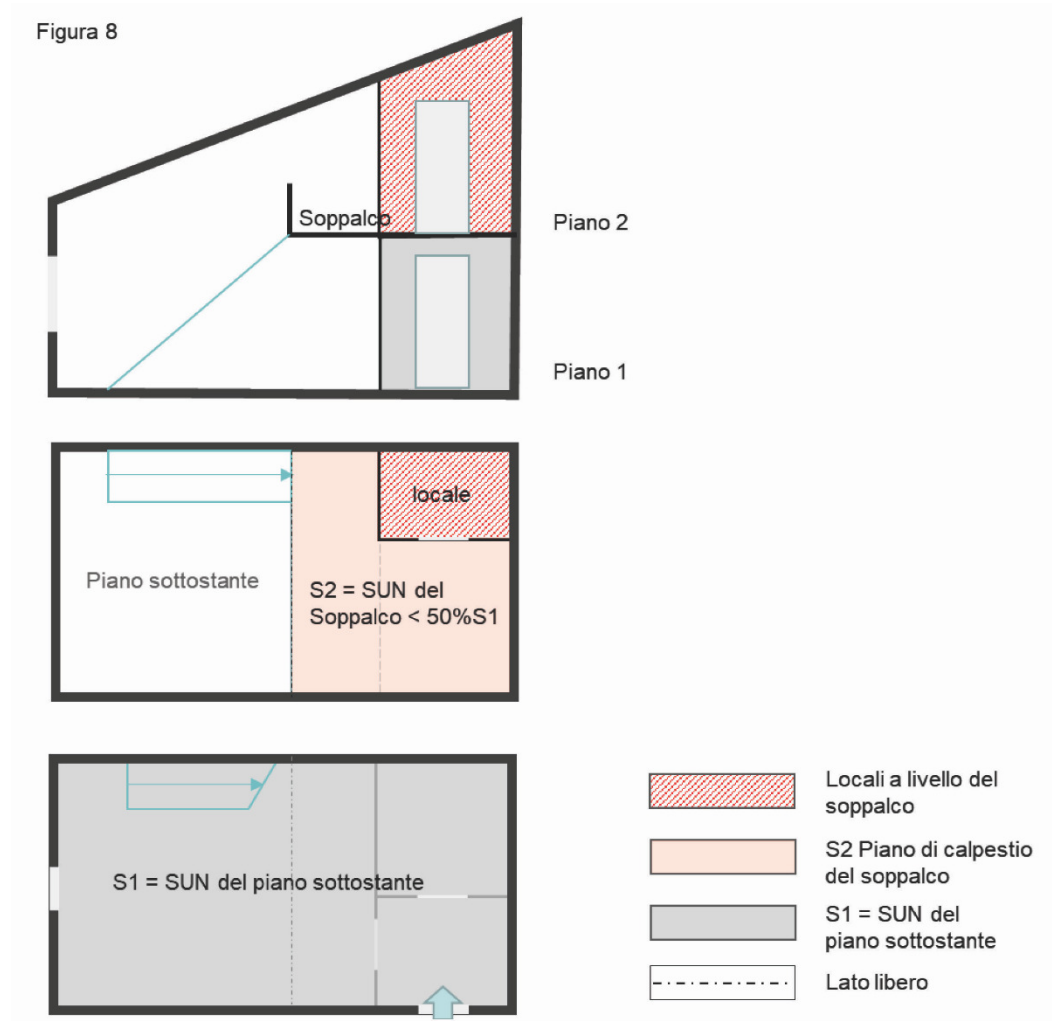 Figura 8
Soppalco
Piano 2
Piano 1
locale
Piano sottostante
S2 = SUN del
Soppalco < 50%S1
S1 = SUN del piano sottostante
Locali a livello del
soppalco
S2 Piano di calpestio
del soppalco
S1 = SUN del
piano sottostante
Lato libero